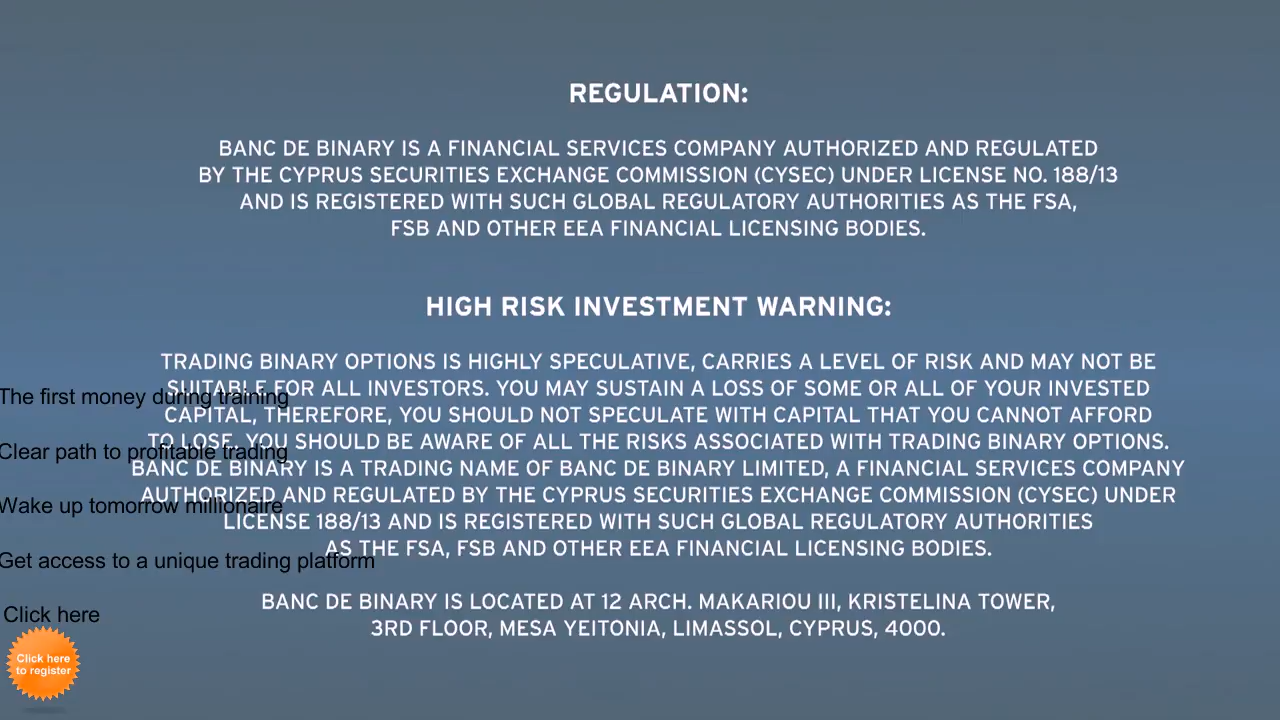 REGULATION:
BANC DE BINARY IS A FINANCIAL SERVICES COMPANY AUTHORIZED AND REGULATED
BY THE CYPRUS SECURITIES EXCHANGE COMMISSION (CYSEC) UNDER LICENSE NO. 188/13
AND IS REGISTERED WITH SUCH GLOBAL REGULATORY AUTHORITIES AS THE FSA,
FSB AND OTHER EEA FINANCIAL LICENSING BODIES.
HIGH RISK INVESTMENT WARNING:
TRADING BINARY OPTIONS IS HIGHLY SPECULATIVE, CARRIES A LEVEL OF RISK AND MAY NOT BE
SUITABLE FOR ALL INVESTORS. YOU MAY SUSTAIN A LOSS OF SOME OR ALL OF YOUR INVESTED
CAPITAL, THEREFORE, YOU SHOULD NOT SPECULATE WITH CAPITAL THAT YOU CANNOT AFFORD
TO LOSE. YOU SHOULD BE AWARE OF ALL THE RISKS ASSOCIATED WITH TRADING BINARY OPTIONS.
BANC DE BINARY IS A TRADING NAME OF BANC DE BINARY LIMITED, A FINANCIAL SERVICES COMPANY
AUTHORIZED AND REGULATED BY THE CYPRUS SECURITIES EXCHANGE COMMISSION (CYSEC) UNDER
LICENSE 188/13 AND IS REGISTERED WITH SUCH GLOBAL REGULATORY AUTHORITIES
AS THE FSA, FSB AND OTHER EEA FINANCIAL LICENSING BODIES.
BANC DE BINARY IS LOCATED AT 12 ARCH. MAKARIOU III, KRISTELINA TOWER,
3RD FLOOR, MESA YEITONIA, LIMASSOL, CYPRUS, 4000.
The first money during training
Clear path to profitable trading
Wake up tomorrow millionaire
Get access to a unique trading platform
Click here
Click here
to register